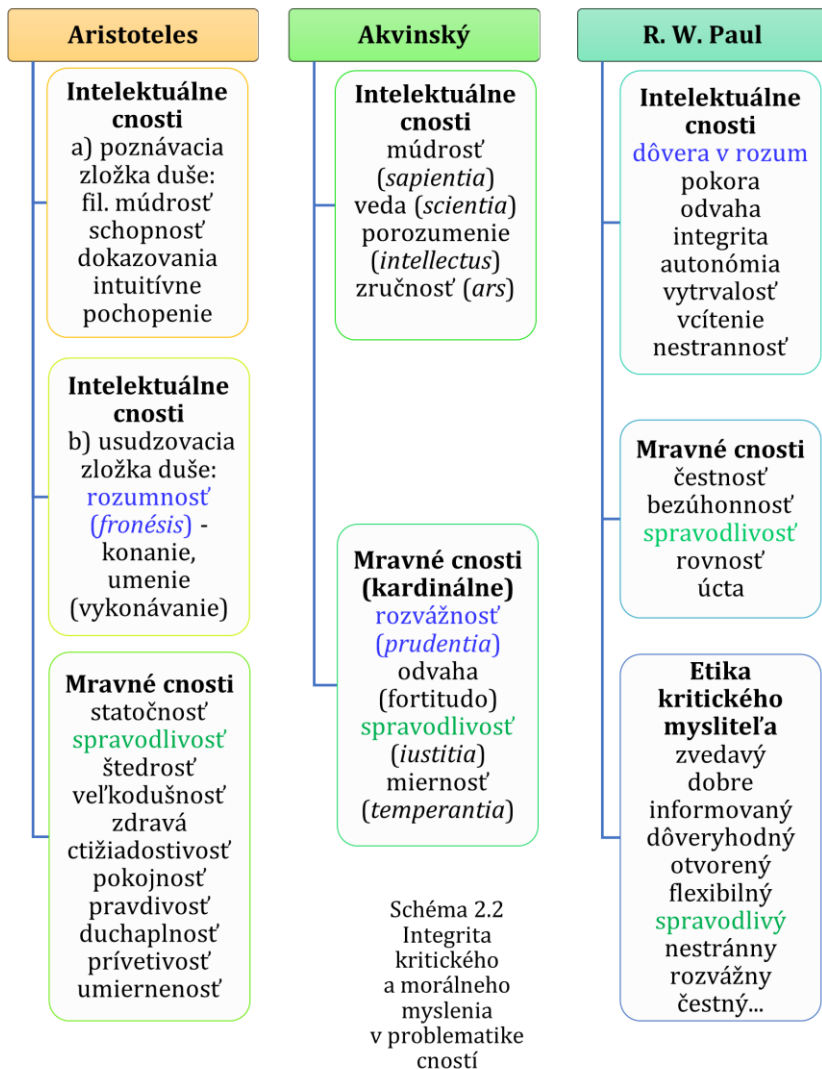 Aristoteles
Intelektuálne
cnosti
a) poznávacia
zložka duše:
fil. múdrosť
schopnosť
dokazovania
intuitívne
pochopenie
Intelektuálne
cnosti
b) usudzovacia
zložka duše:
rozumnosť
(fronésis) -
konanie,
umenie
(vykonávanie)
Mravné cnosti
statočnosť
spravodlivosť
štedrosť
veľkodušnosť
zdravá
ctižiadostivosť
pokojnosť
pravdivosť
duchaplnosť
prívetivosť
umiernenosť
Akvinský
Intelektuálne
cnosti
múdrosť
(sapientia)
veda (scientia)
porozumenie
(intellectus)
zručnosť (ars)
Mravné cnosti
(kardinálne)
rozvážnosť
(prudentia)
odvaha
(fortitudo)
spravodlivosť
(iustitia)
miernosť
(temperantia)
Schéma 2.2
Integrita
kritického
a morálneho
myslenia
v problematike
cností
R. W. Paul
Intelektuálne
cnosti
dôvera v rozum
pokora
odvaha
integrita
autonómia
vytrvalosť
vcítenie
nestrannosť
Mravné cnosti
čestnosť
bezúhonnosť
spravodlivosť
rovnosť
úcta
Etika
kritického
mysliteľa
zvedavý
dobre
informovaný
dôveryhodný
otvorený
flexibilný
spravodlivý
nestránny
rozvážny
čestný...